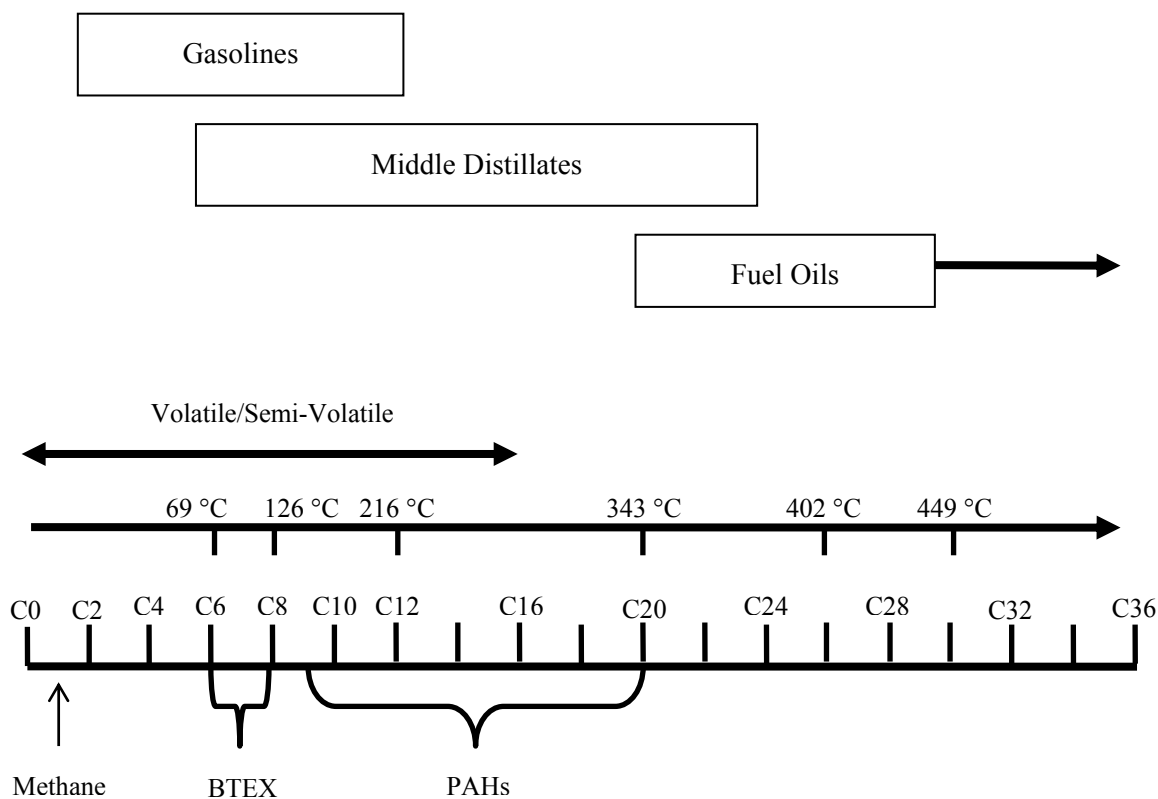 Gasolines
Middle Distillates
Fuel Oils
Volatile/Semi-Volatile
69 °C 126 °C 216 °C 343 °C 402 °C 449 °C
C0 C2 C4 C6 C8 C10 C12 C16 C20 C24 C28 C32 C36
Methane BTEX PAHs